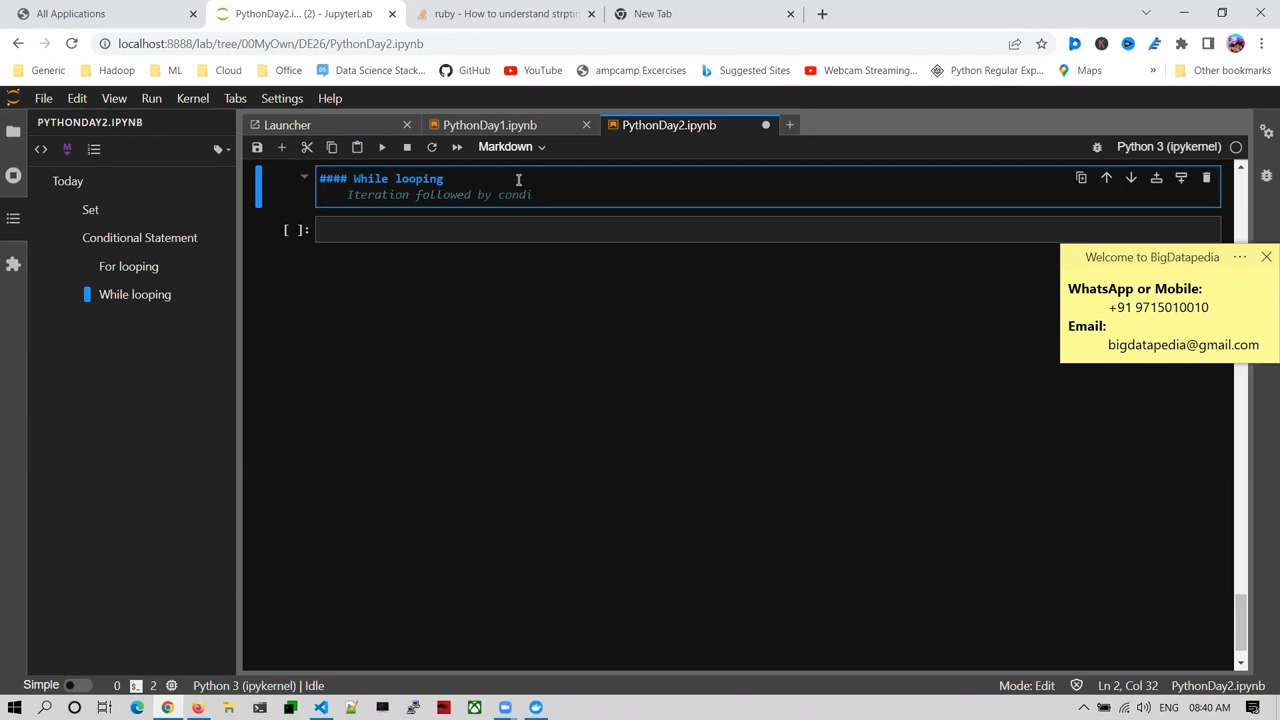 All Applications
PythonDay2.i... (2) - JupyterLab
ruby - How to understand strptin
New Tab
localhost:8888/lab/tree/00MyOwn/DE26/PythonDay2.ipynb
Generic
Hadoop
ML
Cloud
Office
Data Science Stack...
GitHub
YouTube
ampcamp Excercises
Suggested Sites
Webcam Streaming...
Python Regular Exp...
Maps
»
Other bookmarks
File Edit View Run Kernel Tabs Settings Help
PYTHONDAY2.IPYNB
Launcher
PythonDay1.ipynb
PythonDay2.ipynb
Markdown
Python 3 (ipykernel)
Today
Set
Conditional Statement
For looping
While looping
#### While looping
Iteration followed by condi
[ ]:
Welcome to BigDatapedia
WhatsApp or Mobile:
+91 9715010010
Email:
bigdatapedia@gmail.com
Simple
0
2
Python 3 (ipykernel) | Idle
Mode: Edit
Ln 2, Col 32
PythonDay2.ipynb
ENG
08:40 AM